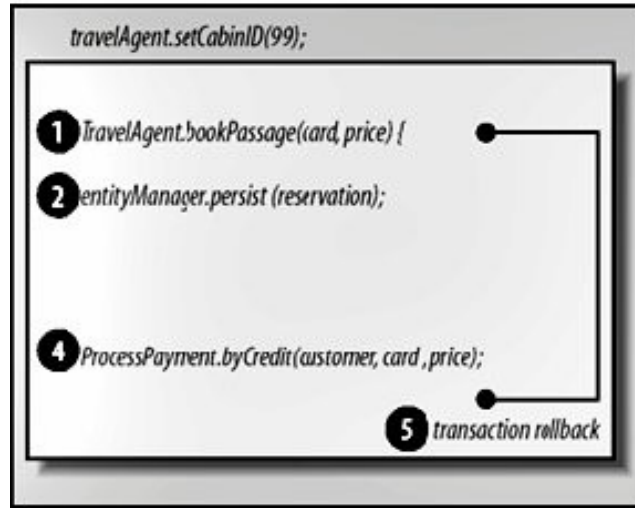 travelAgent.setCabinID(99);
1 TravelAgent.bookPassage(card, price) {
2 entityManager.persist (reservation);
4 ProcessPayment.byCredit(customer, card , price);
5 transaction rollback